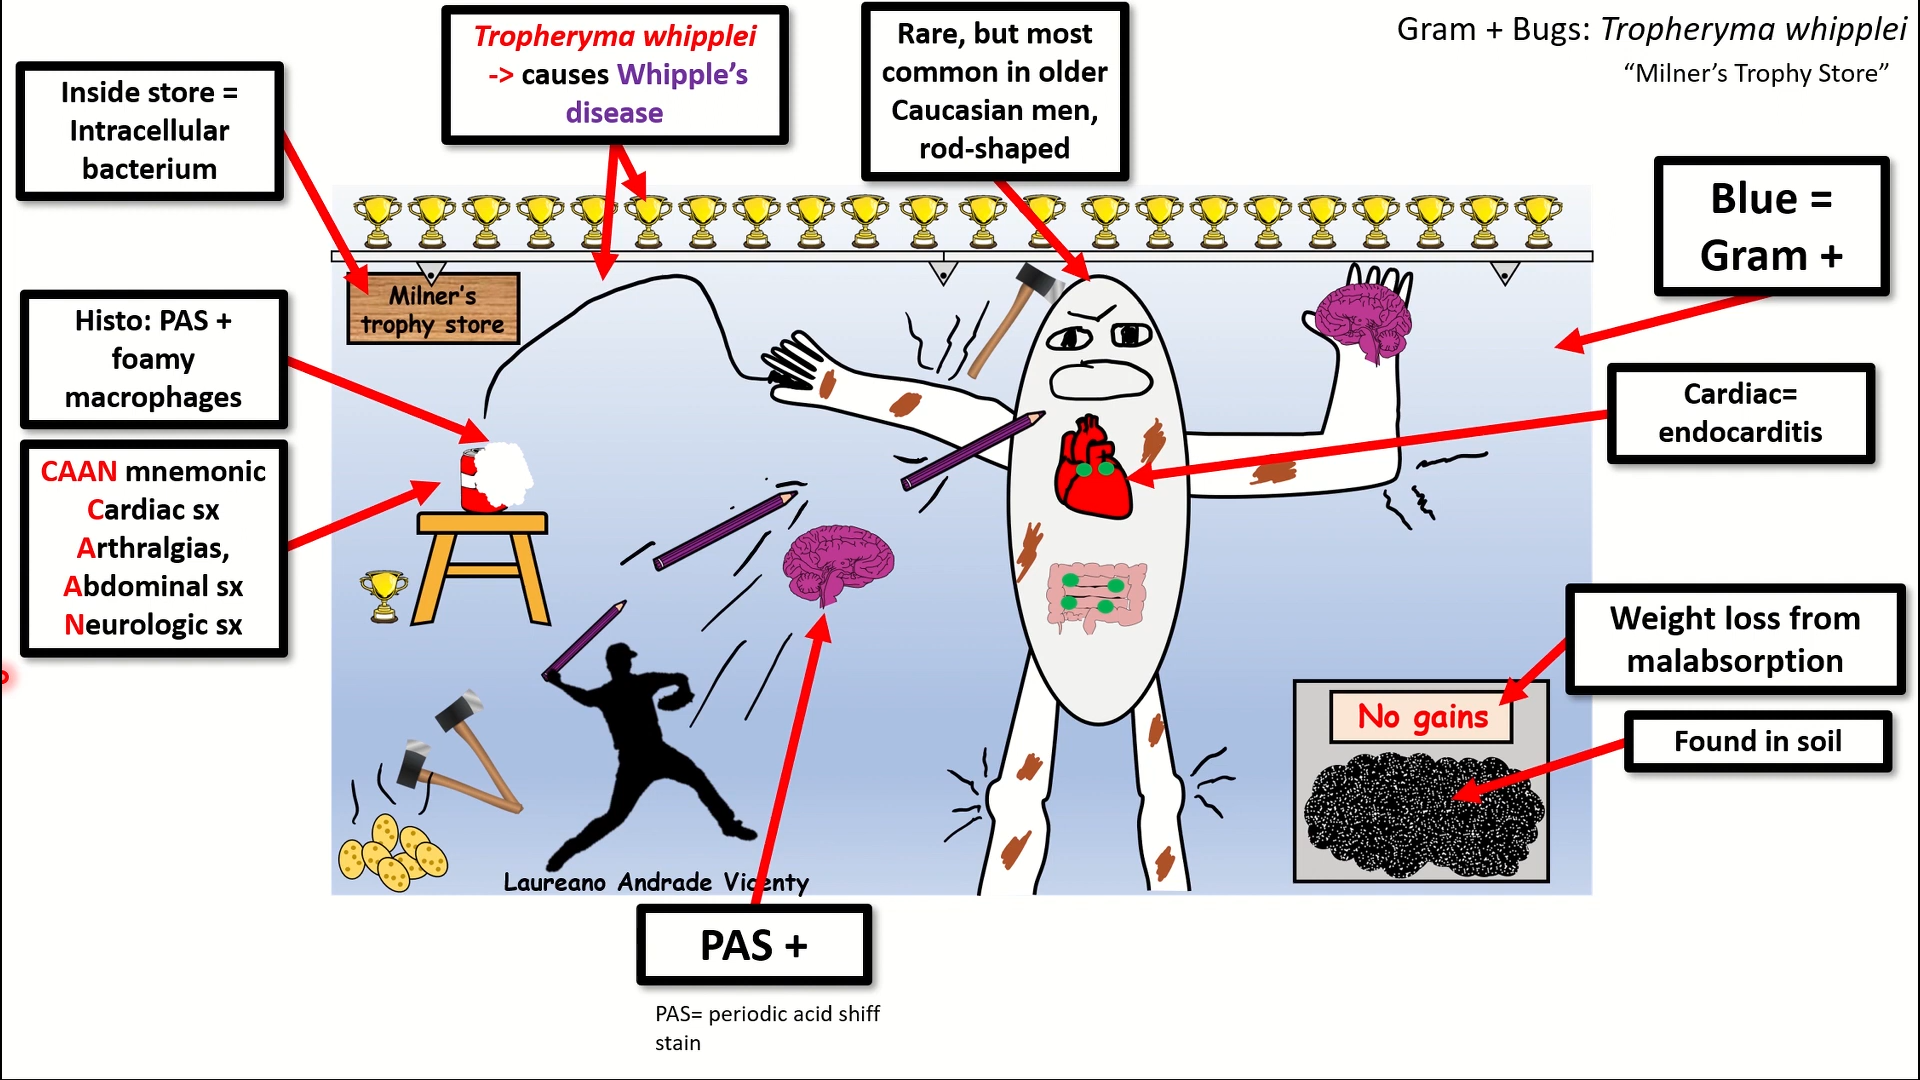 Gram + Bugs: Tropheryma whipplei
“Milner’s Trophy Store”
Inside store =
Intracellular
bacterium
Tropheryma whipplei
-> causes Whipple’s
disease
Rare, but most
common in older
Caucasian men,
rod-shaped
Blue =
Gram +
Milner’s
trophy store
Histo: PAS +
foamy
macrophages
Cardiac=
endocarditis
CAAN mnemonic
Cardiac sx
Arthralgias,
Abdominal sx
Neurologic sx
Weight loss from
malabsorption
No gains
Found in soil
Laureano Andrade Vicenty
PAS +
PAS= periodic acid shiff
stain